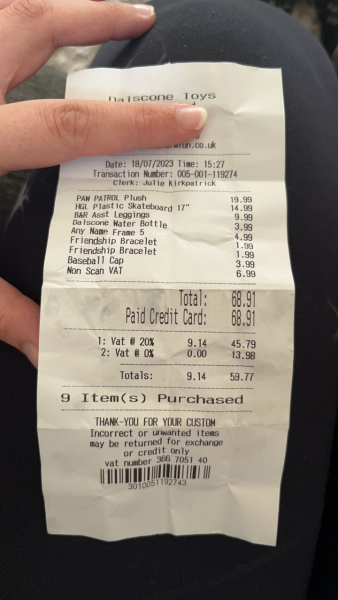 Dalscone Toys
Date: 18/07/2023 Time: 15:27
Transaction Number: 005-001-119274
Clerk: Julie Kirkpatrick
PAW PATROL Plush 19.99
HGL Plastic Skateboard 17" 14.99
B&R Asst Leggings 9.99
Dalscone Water Bottle 3.99
Any Name Frame 5 4.99
Friendship Bracelet 1.99
Friendship Bracelet 1.99
Baseball Cap 3.99
Non Scan VAT 6.99
Total: 68.91
Paid Credit Card: 68.91
1: Vat @ 20% 9.14 45.79
2: Vat @ 0% 0.00 13.98
Totals: 9.14 59.77
9 Item(s) Purchased
THANK-YOU FOR YOUR CUSTOM
Incorrect or unwanted items
may be returned for exchange
or credit only
vat number 366 7051 40
3010051192743